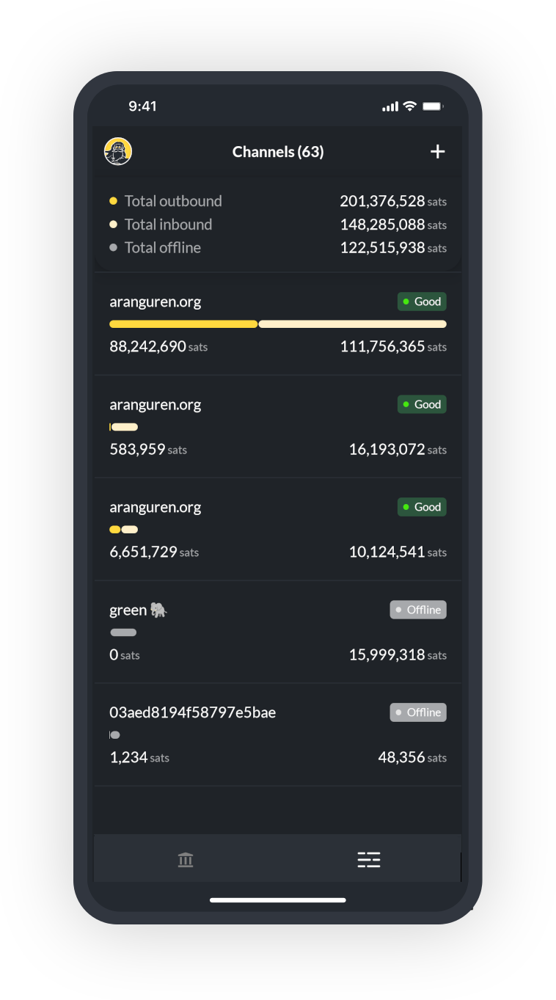 9:41
Channels (63)
Total outbound 201,376,528 sats
Total inbound 148,285,088 sats
Total offline 122,515,938 sats
aranguren.org Good
88,242,690 sats 111,756,365 sats
aranguren.org Good
583,959 sats 16,193,072 sats
aranguren.org Good
6,651,729 sats 10,124,541 sats
green 🐘 Offline
0 sats 15,999,318 sats
03aed8194f58797e5bae Offline
1,234 sats 48,356 sats